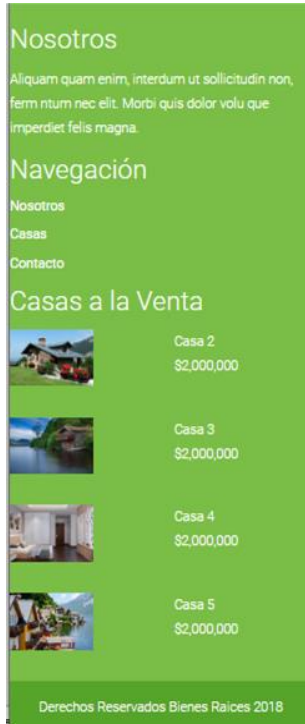 Nosotros
Aliquam quam enim, interdum ut sollicitudin non,
ferm ntum nec elit. Morbi quis dolor volu que
imperdiet felis magna.
Navegación
Nosotros
Casas
Contacto
Casas a la Venta
Casa 2
$2,000,000
Casa 3
$2,000,000
Casa 4
$2,000,000
Casa 5
$2,000,000
Derechos Reservados Bienes Raices 2018